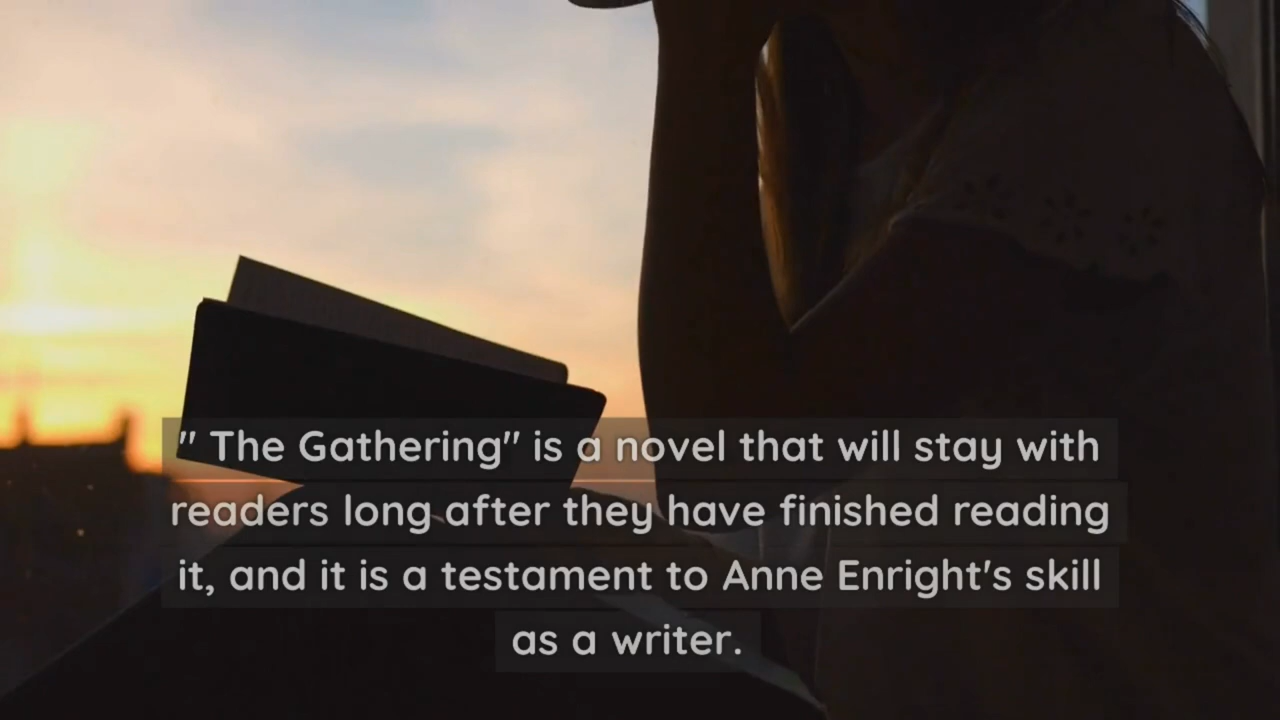 " The Gathering" is a novel that will stay with
readers long after they have finished reading
it, and it is a testament to Anne Enright's skill
as a writer.